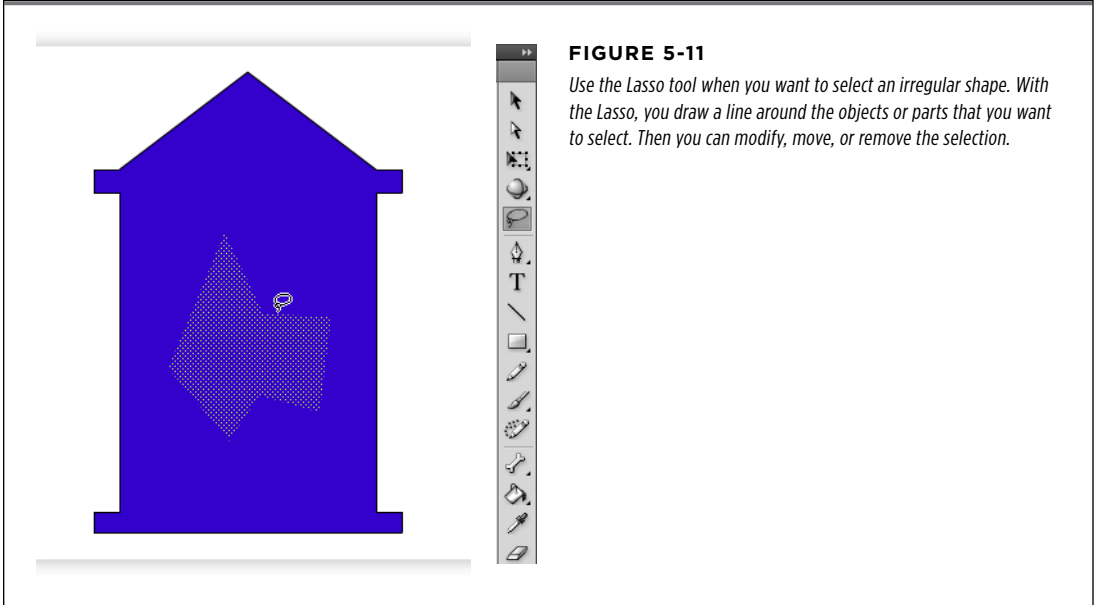 FIGURE 5-11
Use the Lasso tool when you want to select an irregular shape. With
the Lasso, you draw a line around the objects or parts that you want
to select. Then you can modify, move, or remove the selection.
T